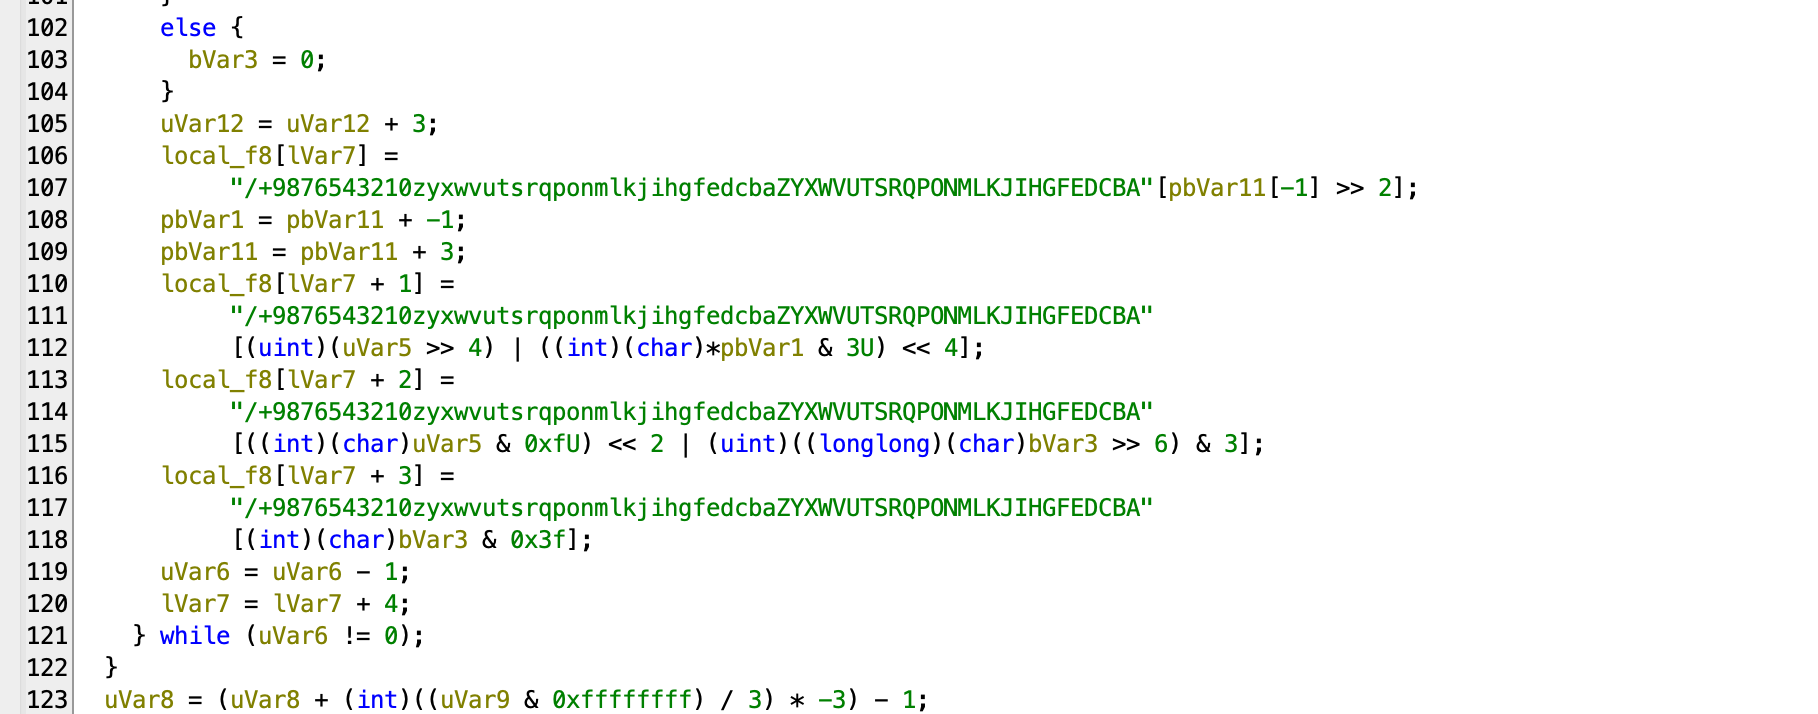 102 else {
103 bVar3 = 0;
104 }
105 uVar12 = uVar12 + 3;
106 local_f8[lVar7] =
107 "/+9876543210zyxwvutsrqponmlkjihgfedcbaZYXWVUTSRQPONMLKJIHGFEDCBA"[pbVar11[-1] >> 2];
108 pbVar1 = pbVar11 + -1;
109 pbVar11 = pbVar11 + 3;
110 local_f8[lVar7 + 1] =
111 "/+9876543210zyxwvutsrqponmlkjihgfedcbaZYXWVUTSRQPONMLKJIHGFEDCBA"
112 [(uint)(uVar5 >> 4) | ((int)(char)*pbVar1 & 3U) << 4];
113 local_f8[lVar7 + 2] =
114 "/+9876543210zyxwvutsrqponmlkjihgfedcbaZYXWVUTSRQPONMLKJIHGFEDCBA"
115 [((int)(char)uVar5 & 0xfU) << 2 | (uint)((longlong)(char)bVar3 >> 6) & 3];
116 local_f8[lVar7 + 3] =
117 "/+9876543210zyxwvutsrqponmlkjihgfedcbaZYXWVUTSRQPONMLKJIHGFEDCBA"
118 [(int)(char)bVar3 & 0x3f];
119 uVar6 = uVar6 - 1;
120 lVar7 = lVar7 + 4;
121 } while (uVar6 != 0);
122 }
123 uVar8 = (uVar8 + (int)((uVar9 & 0xffffffff) / 3) * -3) - 1;